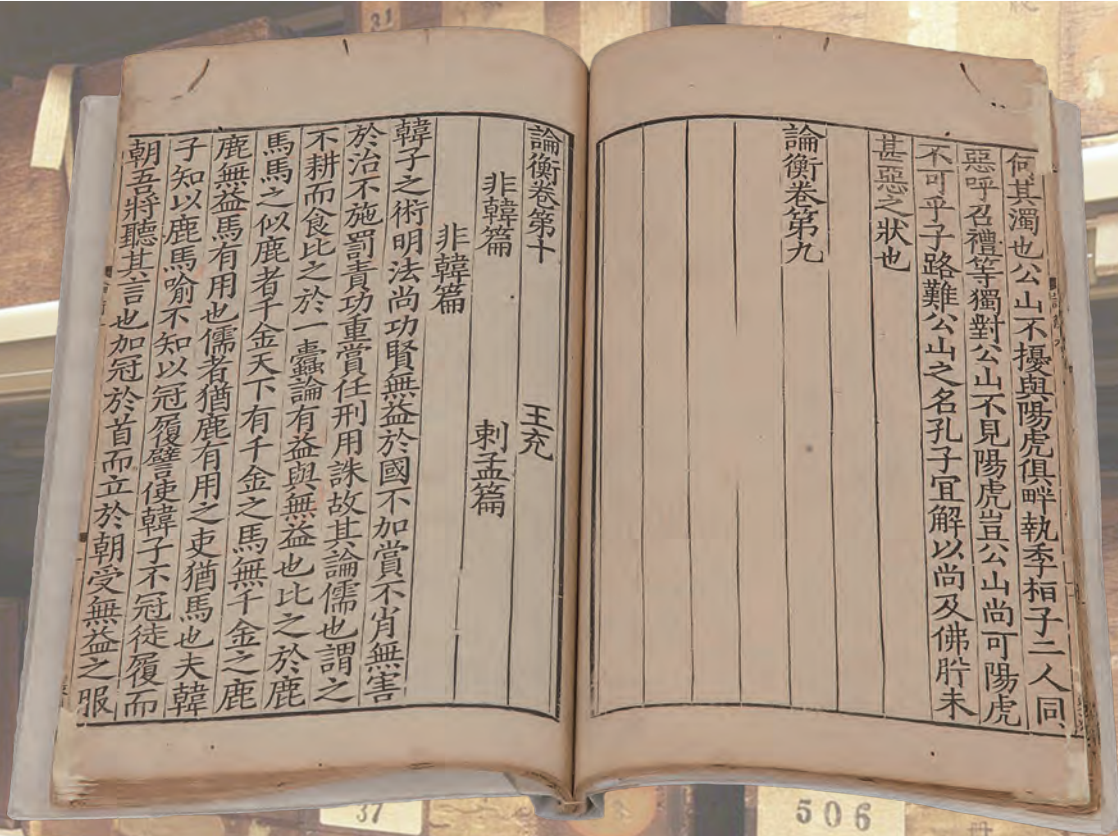 何其濁也公山不擾與陽虎俱畔執季桓子二人同
惡呼召禮等獨對公山不見陽虎豈公山尚可陽虎
不可乎子路難公山之名孔子宜解以尚及佛肸未
甚惡之狀也
論衡卷第九
論衡卷第十 王充
非韓篇 刺孟篇
非韓篇
韓子之術明法尚功賢無益於國不加賞不肖無害
於治不施罰責功重賞任刑用誅故其論儒也謂之
不耕而食比之於一蠹論有益與無益也比之於鹿
馬馬之似鹿者千金天下有千金之馬無千金之鹿
鹿無益馬有用也儒者猶鹿有用之吏猶馬也夫韓
子知以鹿馬喻不知以冠履譬使韓子不冠徒履而
朝吾將聽其言也加冠於首而立於朝受無益之服
31
37
506